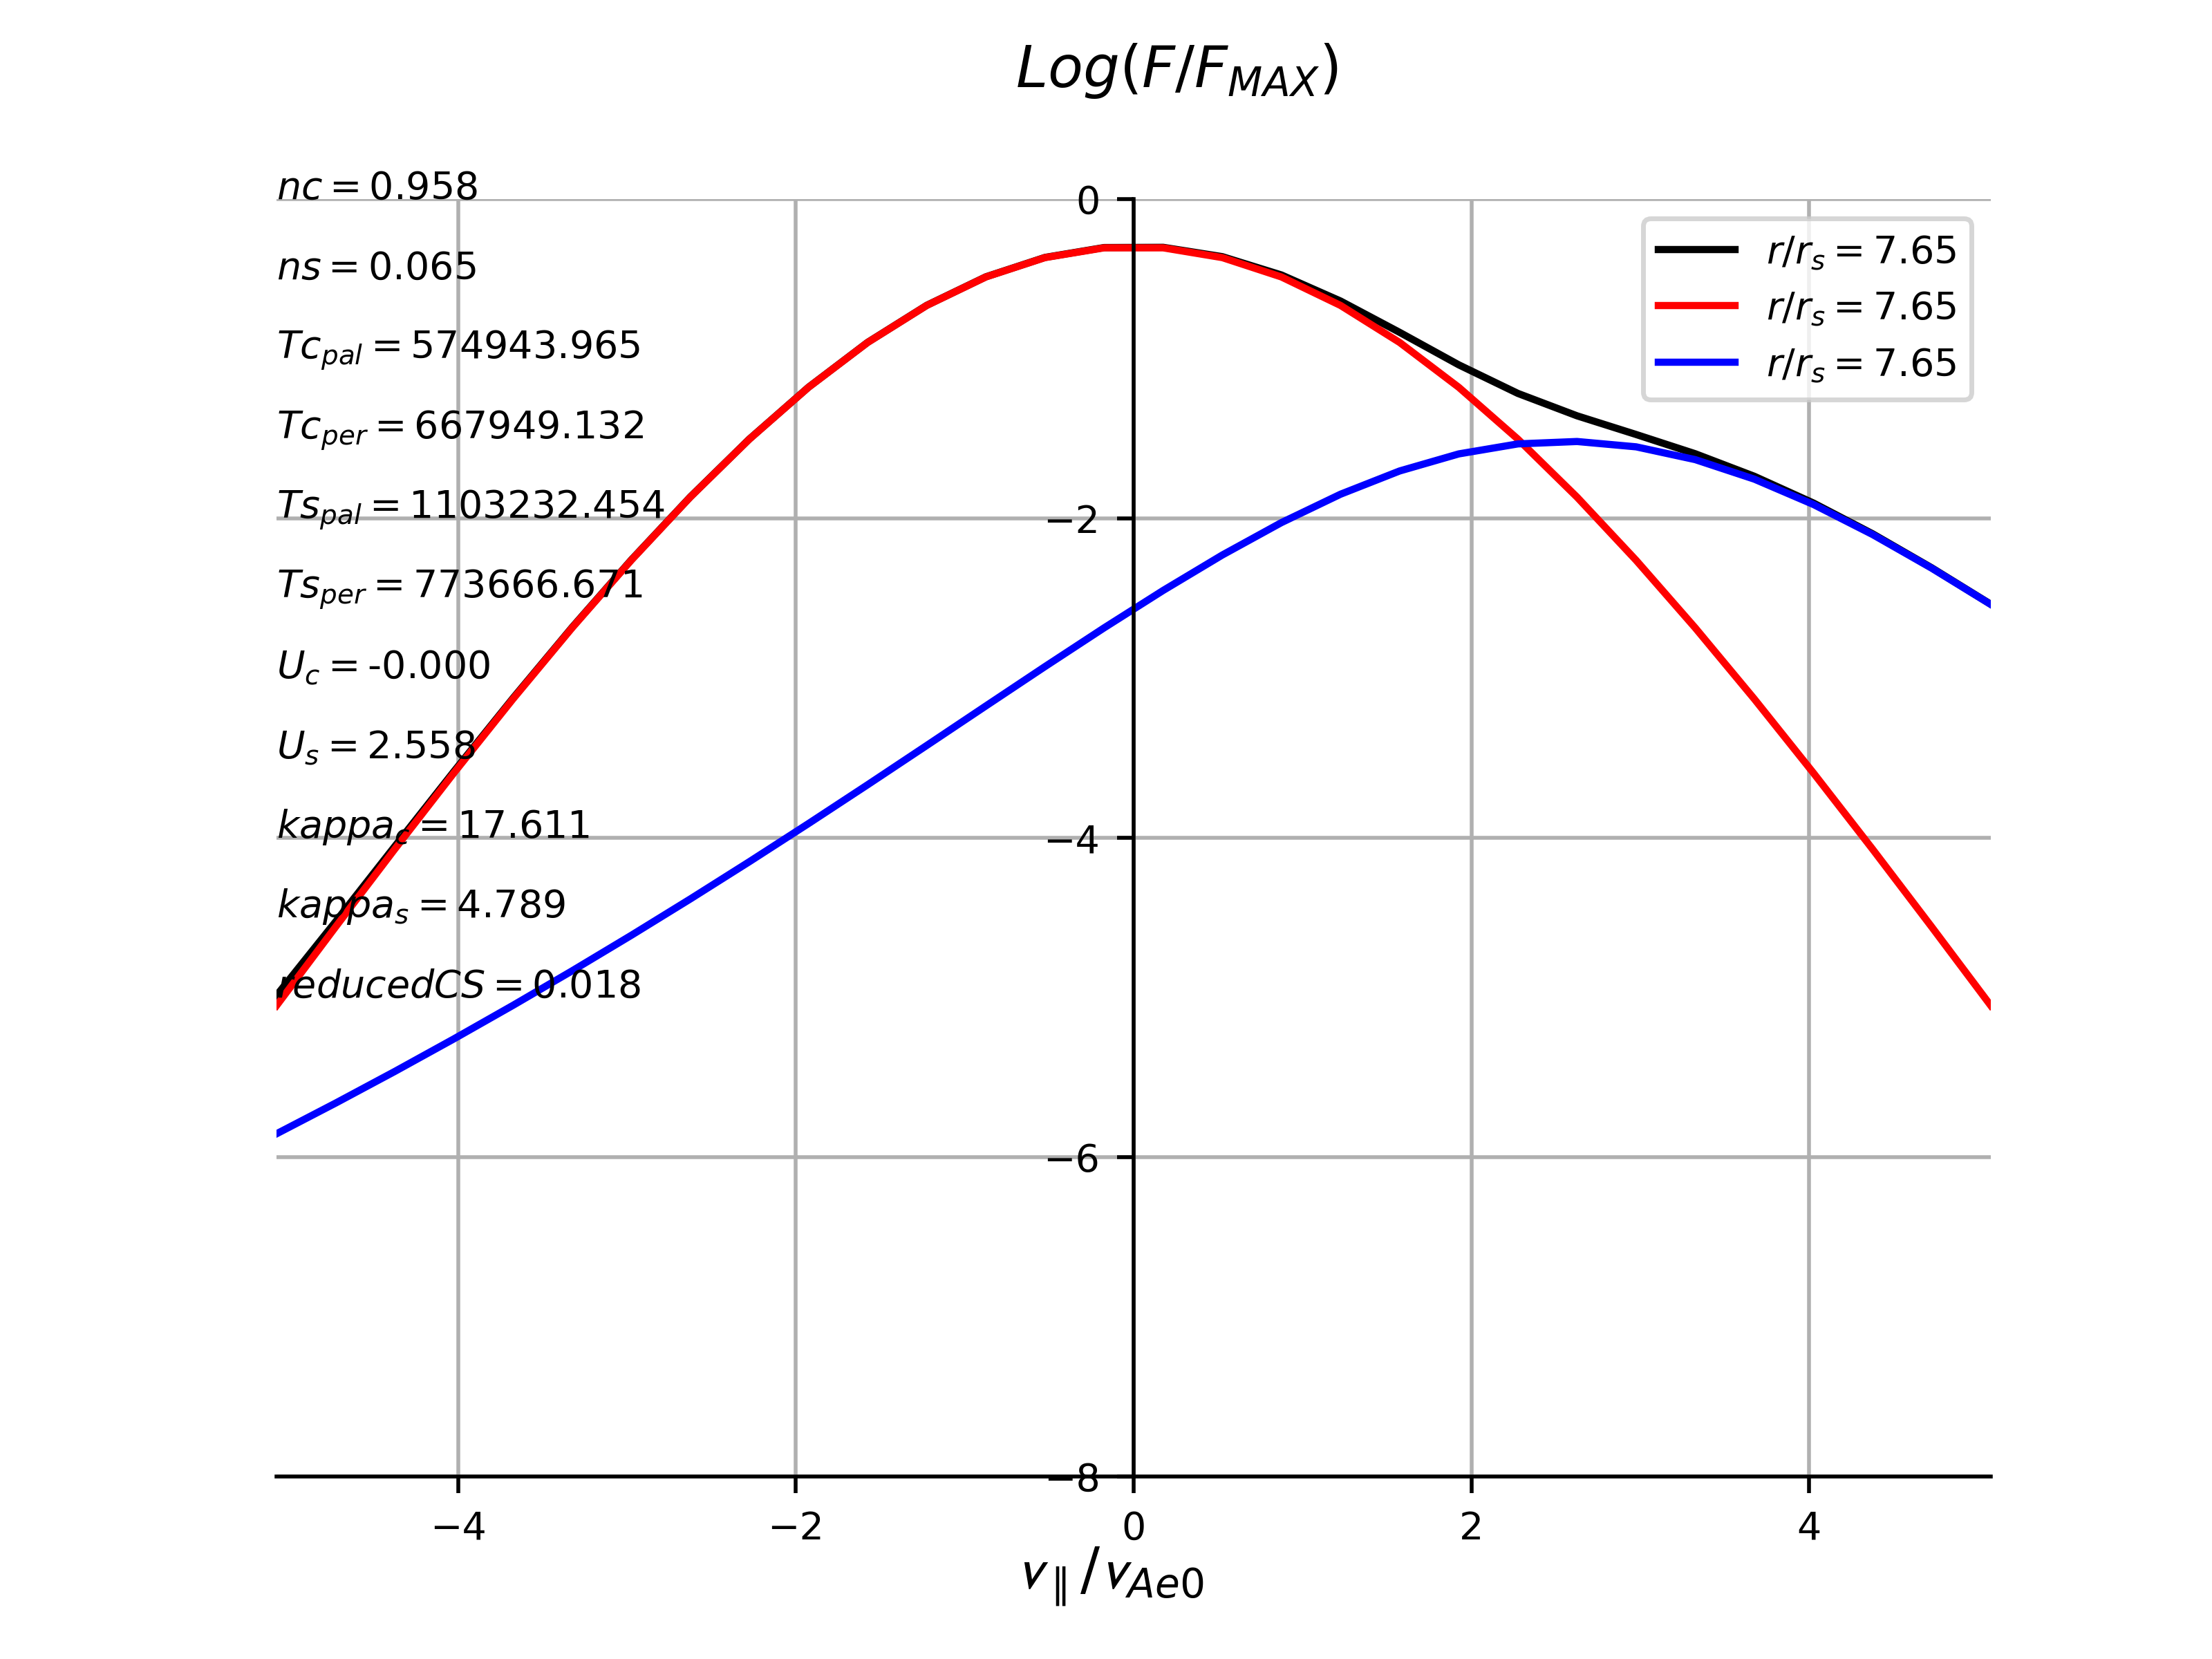 Log(F/F_MAX)
nc = 0.958
ns = 0.065
Tc_pal = 574943.965
Tc_per = 667949.132
Ts_pal = 1103232.454
Ts_per = 773666.671
U_c = -0.000
U_s = 2.558
kappa_c = 17.611
kappa_s = 4.789
reducedCS = 0.018
0
−2
−4
−6
−8
r/r_s = 7.65
r/r_s = 7.65
r/r_s = 7.65
−4 −2 0 2 4
v_∥/v_Ae0